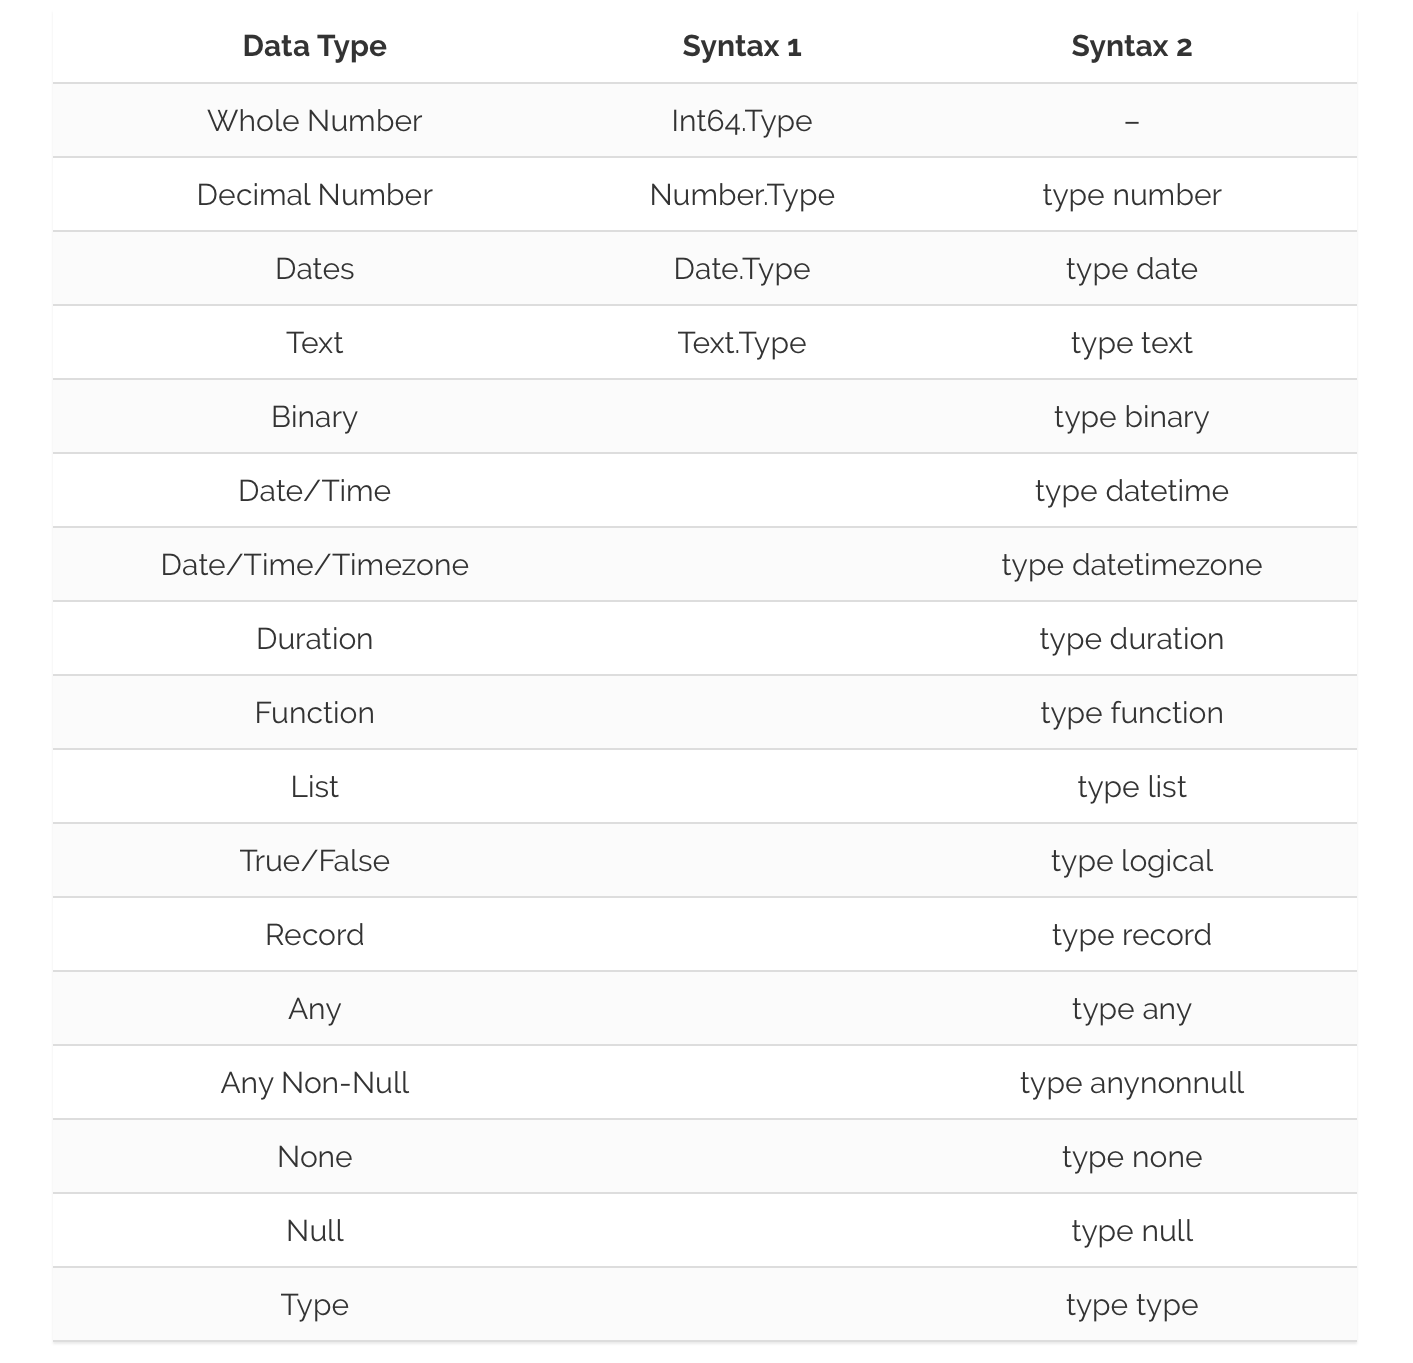 Data Type Syntax 1 Syntax 2
Whole Number Int64.Type –
Decimal Number Number.Type type number
Dates Date.Type type date
Text Text.Type type text
Binary type binary
Date/Time type datetime
Date/Time/Timezone type datetimezone
Duration type duration
Function type function
List type list
True/False type logical
Record type record
Any type any
Any Non-Null type anynonnull
None type none
Null type null
Type type type